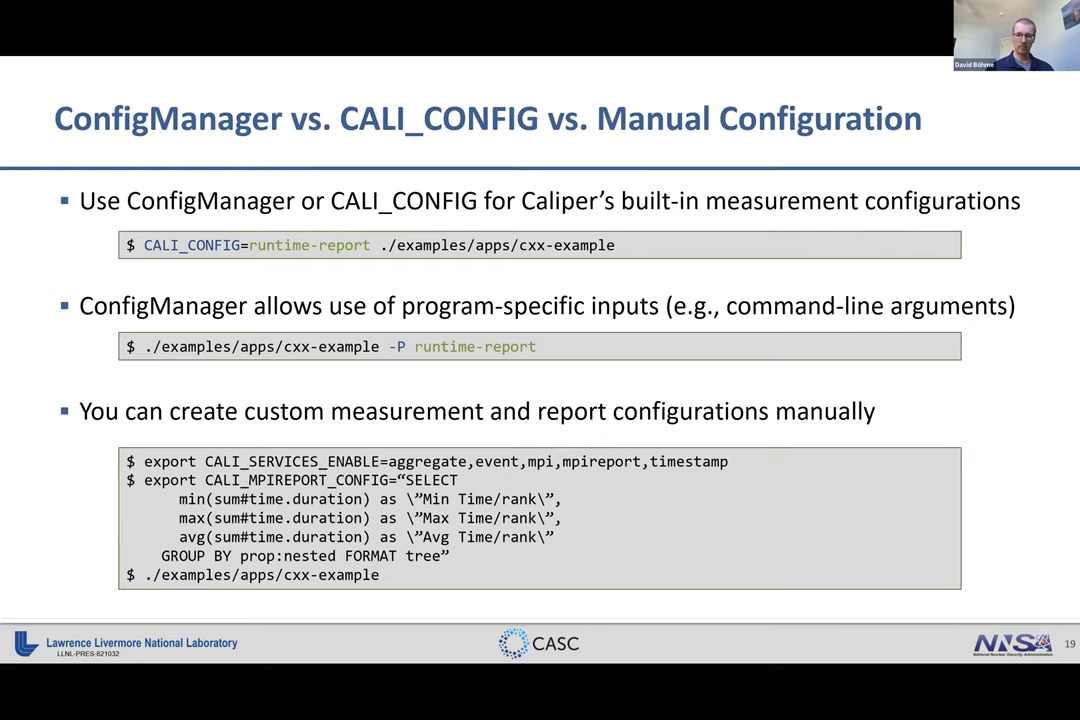 David Böhme
ConfigManager vs. CALI_CONFIG vs. Manual Configuration
▪ Use ConfigManager or CALI_CONFIG for Caliper’s built-in measurement configurations
$ CALI_CONFIG=runtime-report ./examples/apps/cxx-example
▪ ConfigManager allows use of program-specific inputs (e.g., command-line arguments)
$ ./examples/apps/cxx-example -P runtime-report
▪ You can create custom measurement and report configurations manually
$ export CALI_SERVICES_ENABLE=aggregate,event,mpi,mpireport,timestamp
$ export CALI_MPIREPORT_CONFIG=“SELECT
min(sum#time.duration) as \”Min Time/rank\”,
max(sum#time.duration) as \”Max Time/rank\”,
avg(sum#time.duration) as \”Avg Time/rank\”
GROUP BY prop:nested FORMAT tree”
$ ./examples/apps/cxx-example
Lawrence Livermore National Laboratory
LLNL-PRES-821032
CASC
NNSA
National Nuclear Security Administration
19